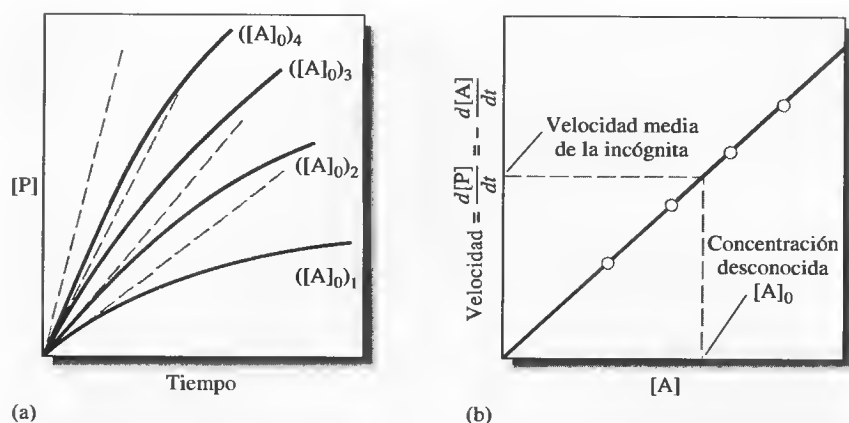 ([A]₀)₄
([A]₀)₃
([A]₀)₂
([A]₀)₁
[P]
Tiempo
(a)
Velocidad = d[P]/dt = - d[A]/dt
Velocidad media
de la incógnita
Concentración
desconocida
[A]₀
[A]
(b)